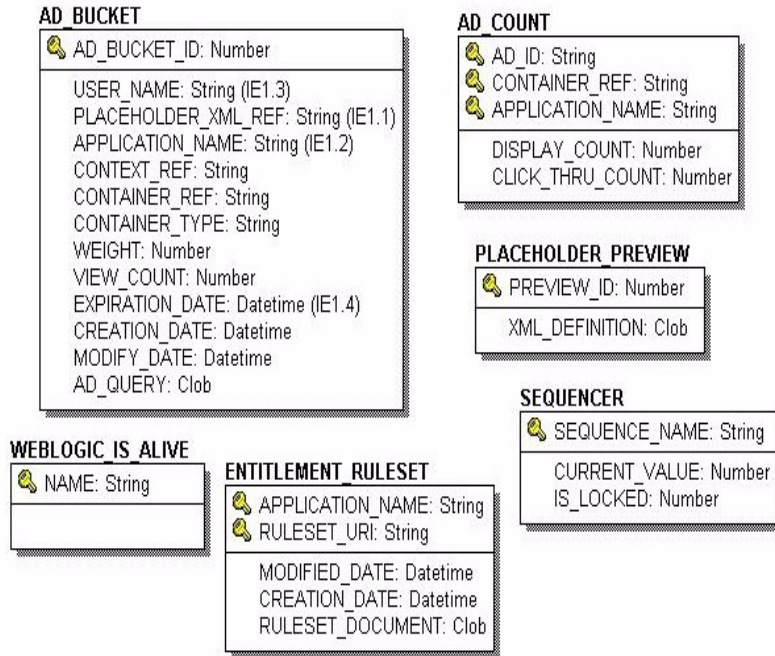 AD_BUCKET
AD_BUCKET_ID: Number
USER_NAME: String (IE1.3)
PLACEHOLDER_XML_REF: String (IE1.1)
APPLICATION_NAME: String (IE1.2)
CONTEXT_REF: String
CONTAINER_REF: String
CONTAINER_TYPE: String
WEIGHT: Number
VIEW_COUNT: Number
EXPIRATION_DATE: Datetime (IE1.4)
CREATION_DATE: Datetime
MODIFY_DATE: Datetime
AD_QUERY: Clob
AD_COUNT
AD_ID: String
CONTAINER_REF: String
APPLICATION_NAME: String
DISPLAY_COUNT: Number
CLICK_THRU_COUNT: Number
PLACEHOLDER_PREVIEW
PREVIEW_ID: Number
XML_DEFINITION: Clob
SEQUENCER
SEQUENCE_NAME: String
CURRENT_VALUE: Number
IS_LOCKED: Number
WEBLOGIC_IS_ALIVE
NAME: String
ENTITLEMENT_RULESET
APPLICATION_NAME: String
RULESET_URI: String
MODIFIED_DATE: Datetime
CREATION_DATE: Datetime
RULESET_DOCUMENT: Clob